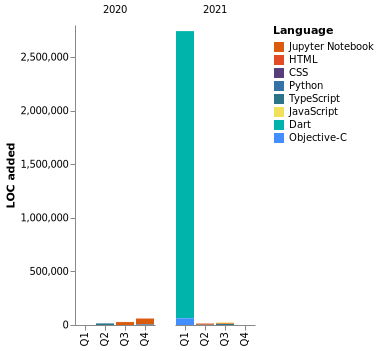 2020
2021
LOC added
2,500,000
2,000,000
1,500,000
1,000,000
500,000
0
Q1
Q2
Q3
Q4
Q1
Q2
Q3
Q4
Language
Jupyter Notebook
HTML
CSS
Python
TypeScript
JavaScript
Dart
Objective-C